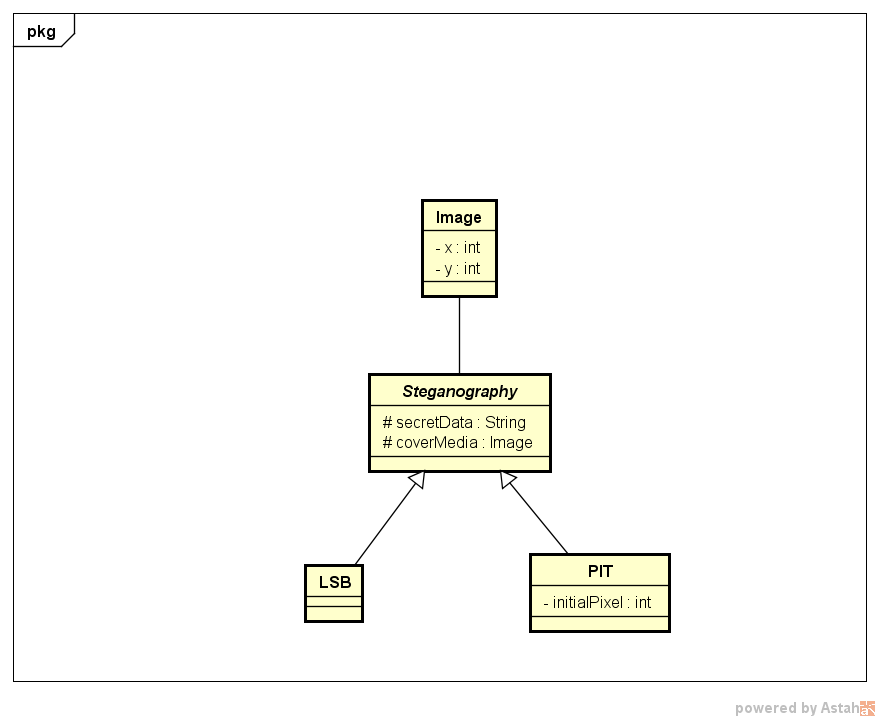 pkg
Image
- x : int
- y : int
Steganography
# secretData : String
# coverMedia : Image
LSB
PIT
- initialPixel : int
powered by Astah